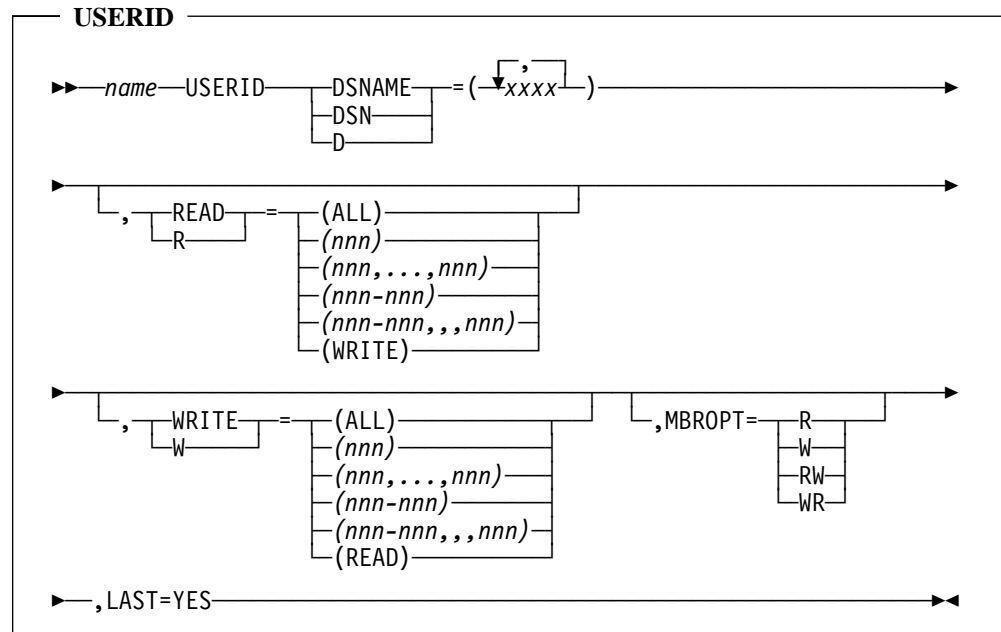 USERID
,
name USERID DSNAME =( xxxx )
DSN
D
, READ = (ALL)
R (nnn)
(nnn,...,nnn)
(nnn-nnn)
(nnn-nnn,,,nnn)
(WRITE)
, WRITE = (ALL) ,MBROPT= R
W (nnn) W
(nnn,...,nnn) RW
(nnn-nnn) WR
(nnn-nnn,,,nnn)
(READ)
,LAST=YES